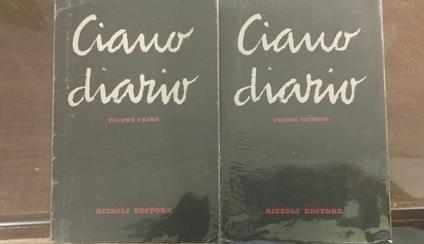 Ciano
diario
VOLUME PRIMO
RIZZOLI EDITORE
Ciano
diario
VOLUME SECONDO
RIZZOLI EDITORE